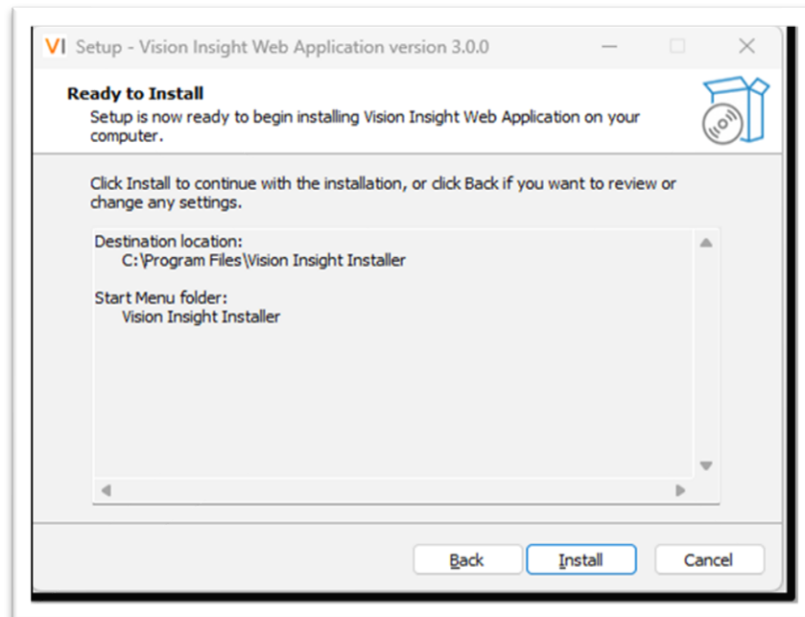 VI Setup - Vision Insight Web Application version 3.0.0
Ready to Install
Setup is now ready to begin installing Vision Insight Web Application on your
computer.
Click Install to continue with the installation, or click Back if you want to review or
change any settings.
Destination location:
C:\Program Files\Vision Insight Installer
Start Menu folder:
Vision Insight Installer
Back Install Cancel